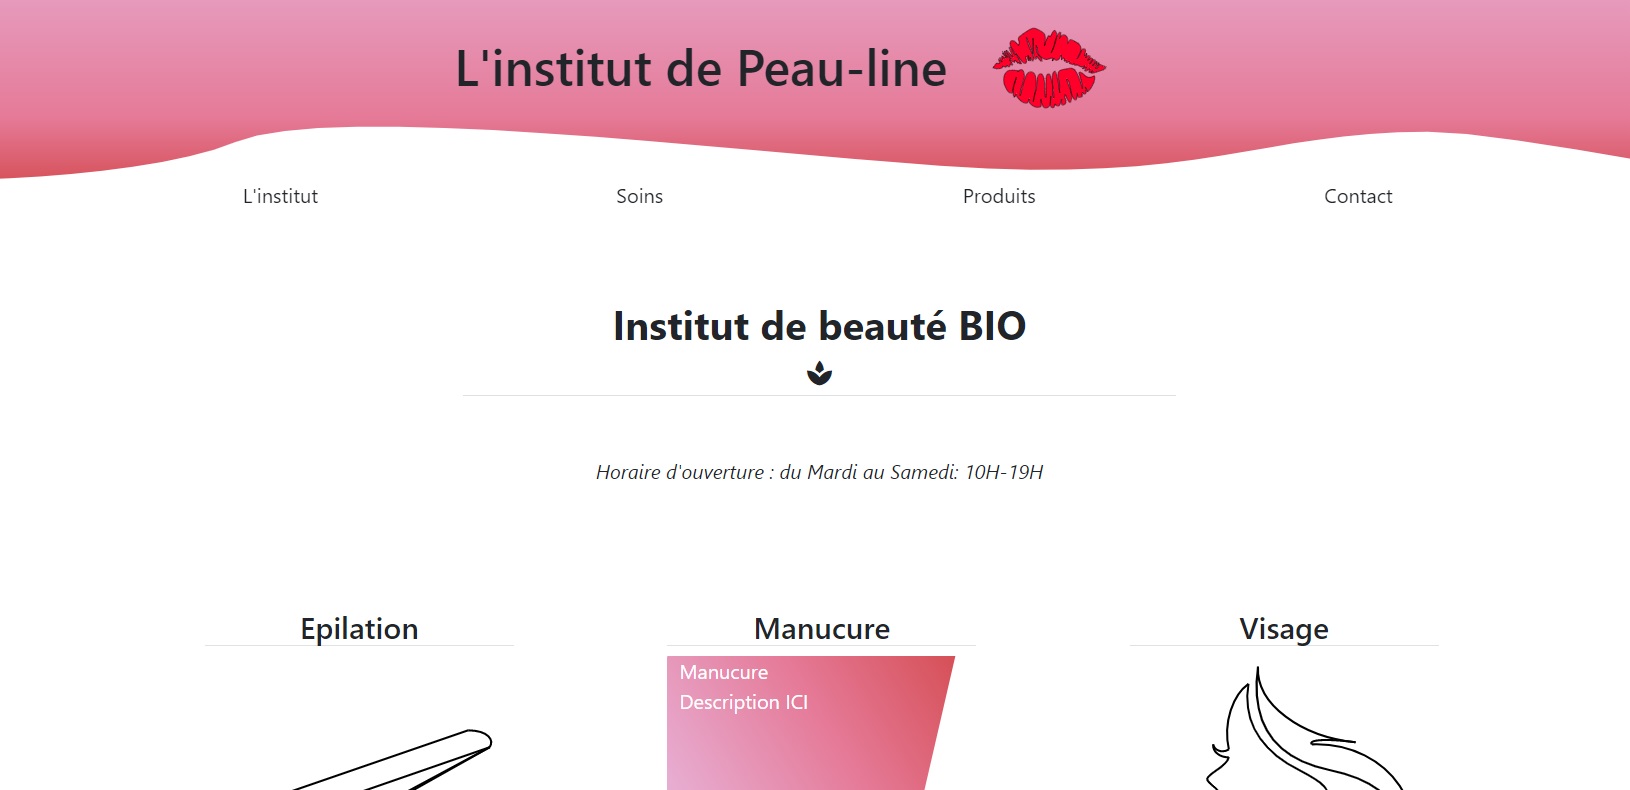 L'institut de Peau-line
L'institut
Soins
Produits
Contact
Institut de beauté BIO
Horaire d'ouverture : du Mardi au Samedi: 10H-19H
Epilation
Manucure
Visage
Manucure
Description ICI